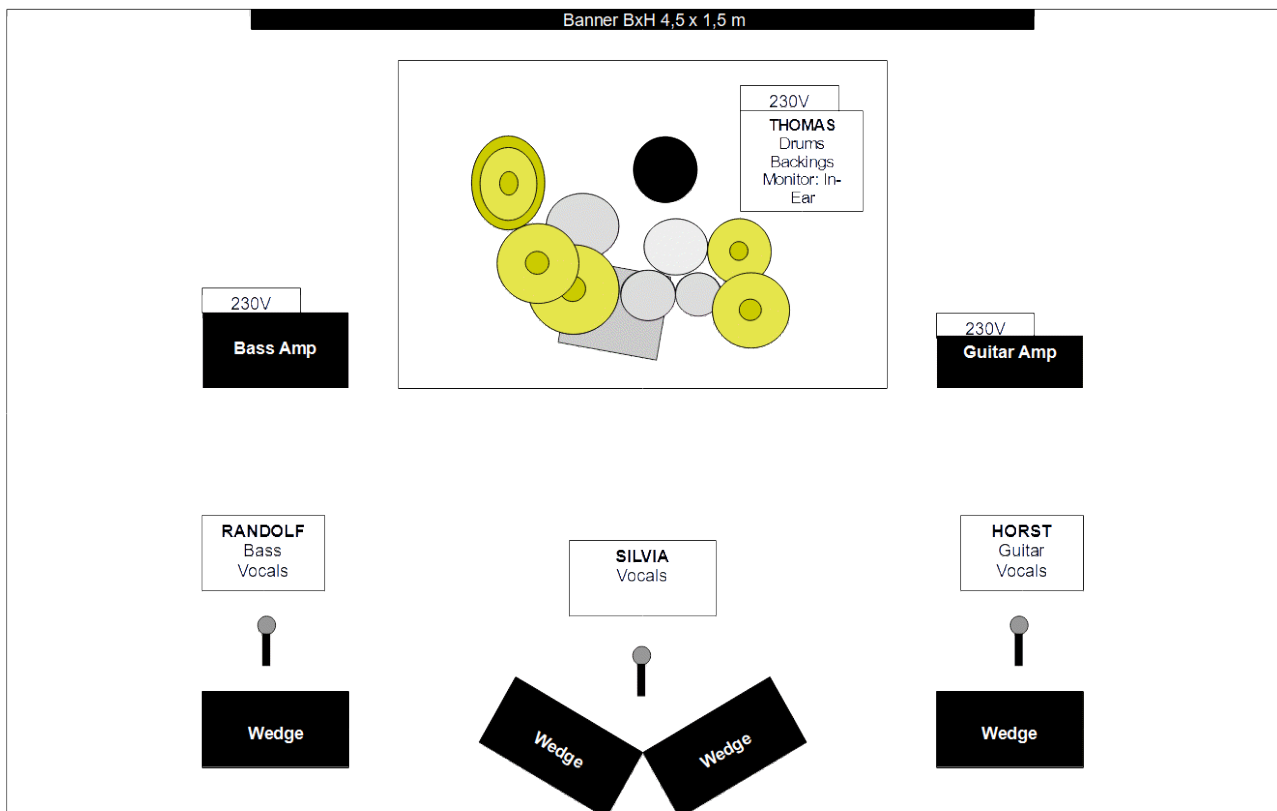 Banner BxH 4,5 x 1,5 m
230V
THOMAS
Drums
Backings
Monitor: In-
Ear
230V
Bass Amp
230V
Guitar Amp
RANDOLF
Bass
Vocals
SILVIA
Vocals
HORST
Guitar
Vocals
Wedge
Wedge
Wedge
Wedge